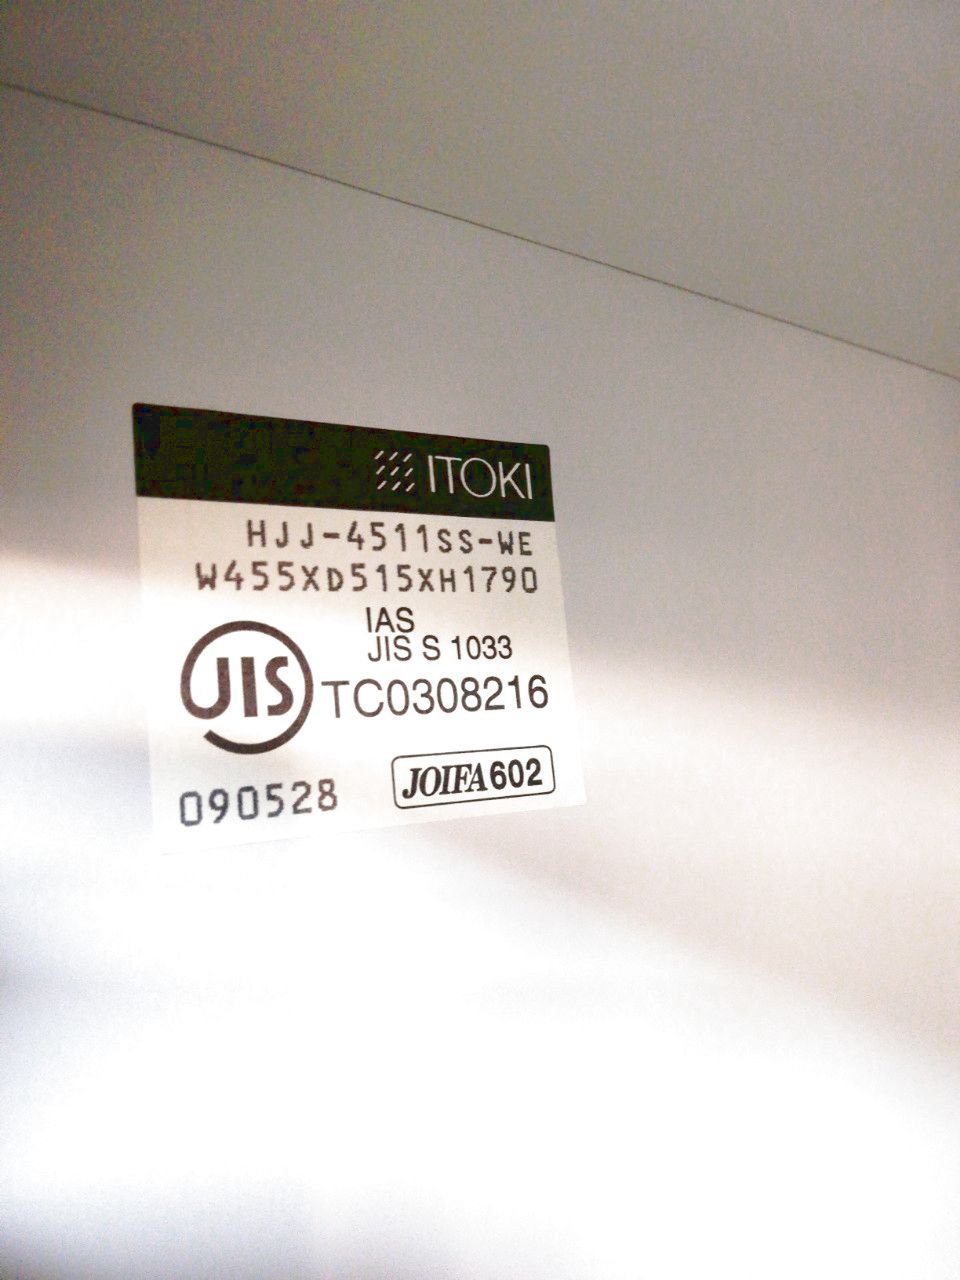 ITOKI
HJJ-4511SS-WE
W455XD515XH1790
IAS
JIS S 1033
JIS TC0308216
JOIFA602
090528